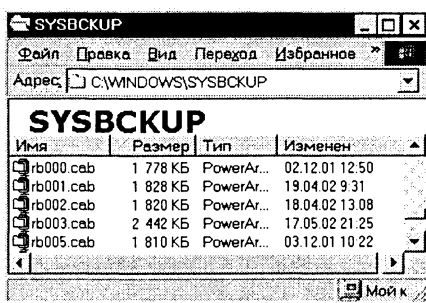 SYSBCKUP
Файл Правка Вид Переход Избранное »
Адрес C:\WINDOWS\SYSBCKUP
SYSBCKUP
Имя Размер Тип Изменен
rb000.cab 1 778 КБ PowerAr... 02.12.01 12:50
rb001.cab 1 828 КБ PowerAr... 19.04.02 9:31
rb002.cab 1 820 КБ PowerAr... 18.04.02 13:08
rb003.cab 2 442 КБ PowerAr... 17.05.02 21:25
rb005.cab 1 810 КБ PowerAr... 03.12.01 10:22
Мой к